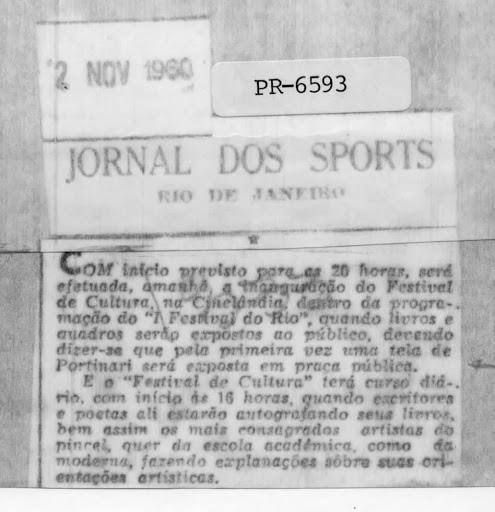 2 NOV 1960
PR-6593
JORNAL DOS SPORTS
RIO DE JANEIRO
COM início previsto para as 20 horas, será
efetuada, amanhã, a inauguração do Festival
de Cultura, na Cinelândia, dentro da progra-
mação do "I Festival do Rio", quando livros e
quadros serão expostos ao público, devendo
dizer-se que pela primeira vez uma tela de
Portinari será exposta em praça pública.
E o "Festival de Cultura" terá curso diá-
rio, com início às 16 horas, quando escritores
e poetas ali estarão autografando seus livros,
bem assim os mais consagrados artistas do
pincel, quer da escola acadêmica, como da
moderna, fazendo explanações sôbre suas ori-
entações artísticas.